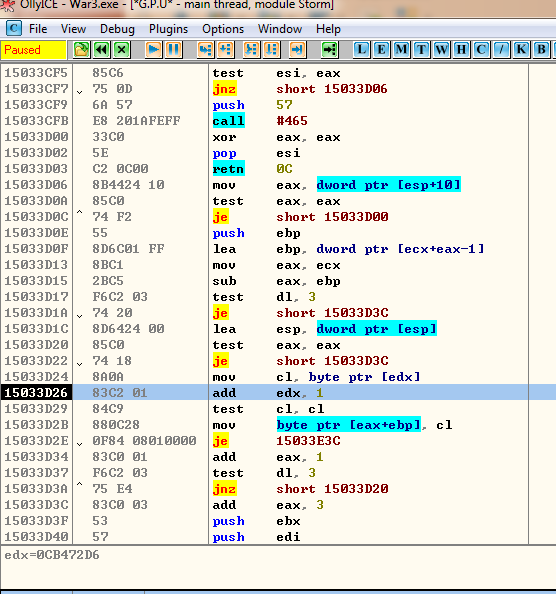 OllyICE - War3.exe - [*G.P.U* - main thread, module Storm]
C File View Debug Plugins Options Window Help
Paused L E M T W H C / K B
15033CF5 85C6 test esi, eax
15033CF7 75 0D jnz short 15033D06
15033CF9 6A 57 push 57
15033CFB E8 201AFEFF call #465
15033D00 33C0 xor eax, eax
15033D02 5E pop esi
15033D03 C2 0C00 retn 0C
15033D06 8B4424 10 mov eax, dword ptr [esp+10]
15033D0A 85C0 test eax, eax
15033D0C ^ 74 F2 je short 15033D00
15033D0E 55 push ebp
15033D0F 8D6C01 FF lea ebp, dword ptr [ecx+eax-1]
15033D13 8BC1 mov eax, ecx
15033D15 2BC5 sub eax, ebp
15033D17 F6C2 03 test dl, 3
15033D1A 74 20 je short 15033D3C
15033D1C 8D6424 00 lea esp, dword ptr [esp]
15033D20 85C0 test eax, eax
15033D22 74 18 je short 15033D3C
15033D24 8A0A mov cl, byte ptr [edx]
15033D26 83C2 01 add edx, 1
15033D29 84C9 test cl, cl
15033D2B 880C28 mov byte ptr [eax+ebp], cl
15033D2E 0F84 08010000 je 15033E3C
15033D34 83C0 01 add eax, 1
15033D37 F6C2 03 test dl, 3
15033D3A ^ 75 E4 jnz short 15033D20
15033D3C 83C0 03 add eax, 3
15033D3F 53 push ebx
15033D40 57 push edi
edx=0CB472D6